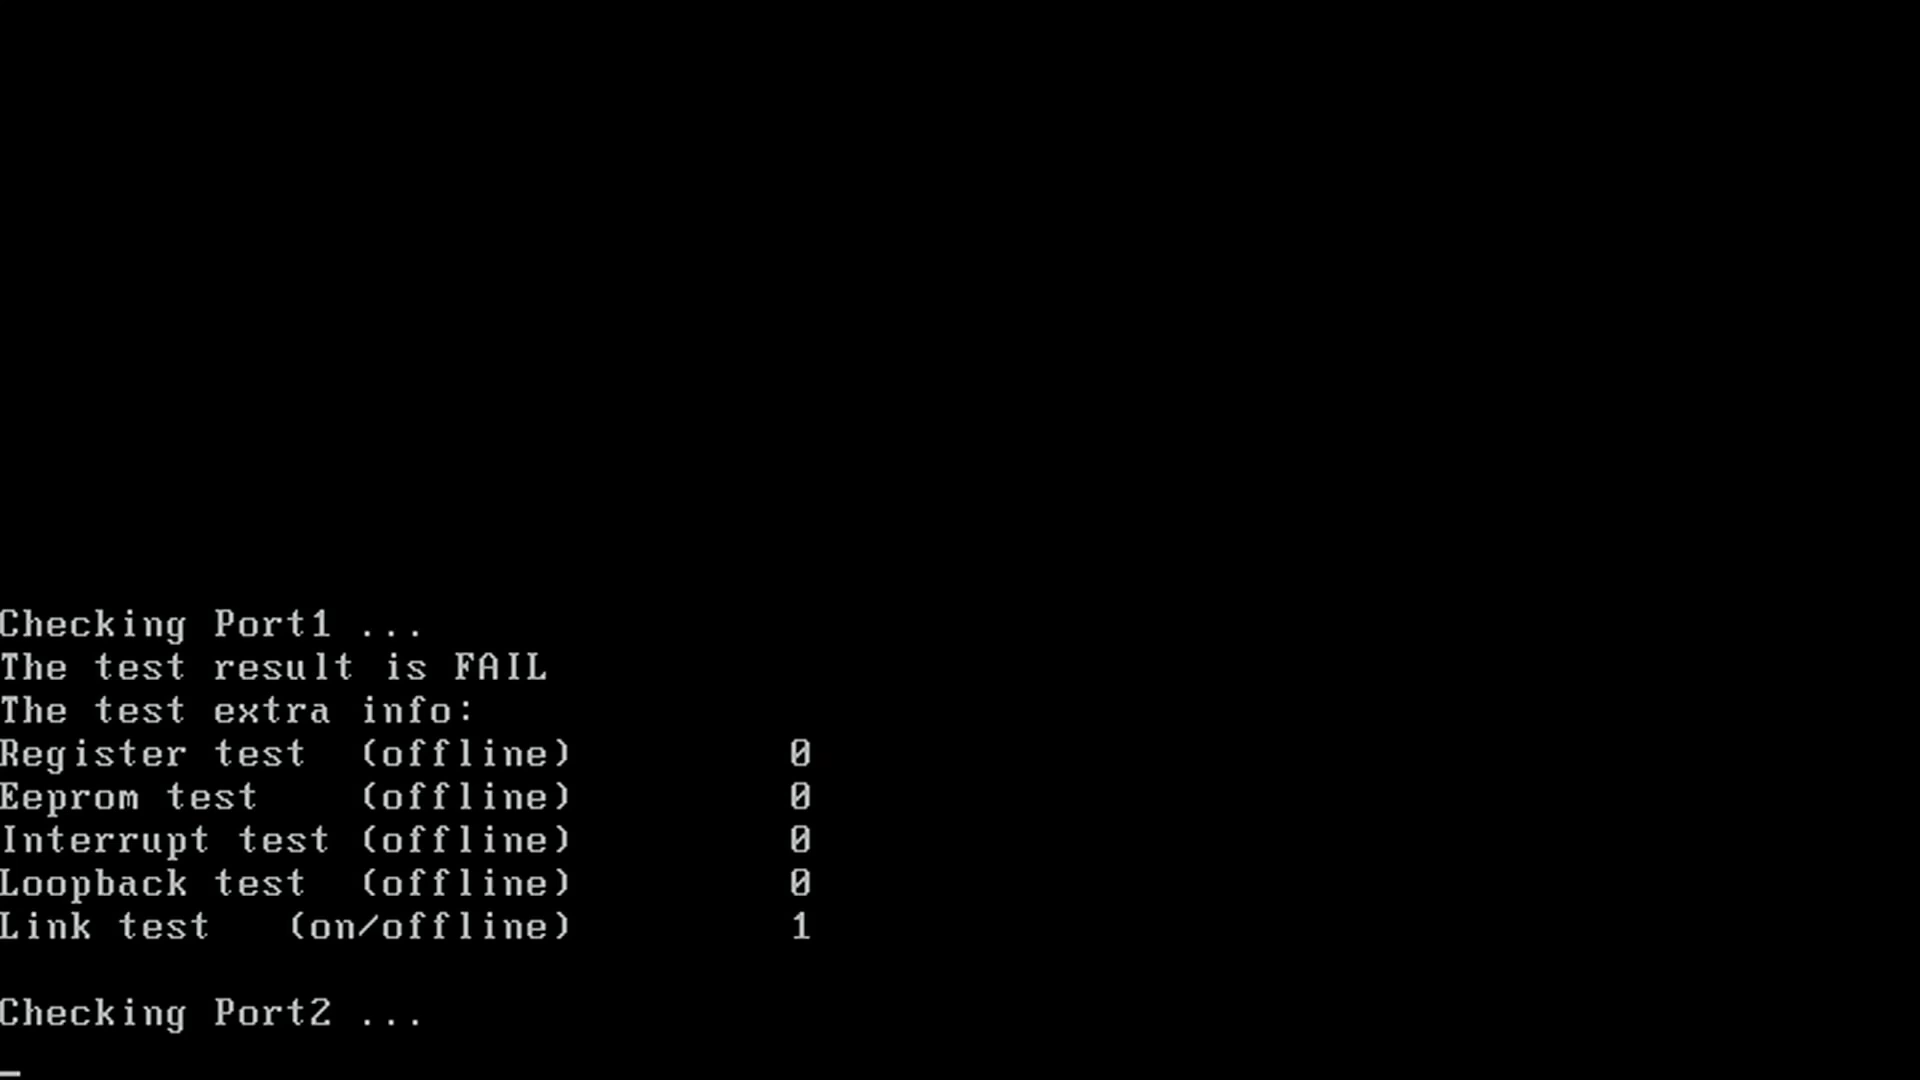 Checking Port1 ...
The test result is FAIL
The test extra info:
Register test  (offline)         0
Eeprom test    (offline)         0
Interrupt test (offline)         0
Loopback test  (offline)         0
Link test   (on/offline)         1
Checking Port2 ...